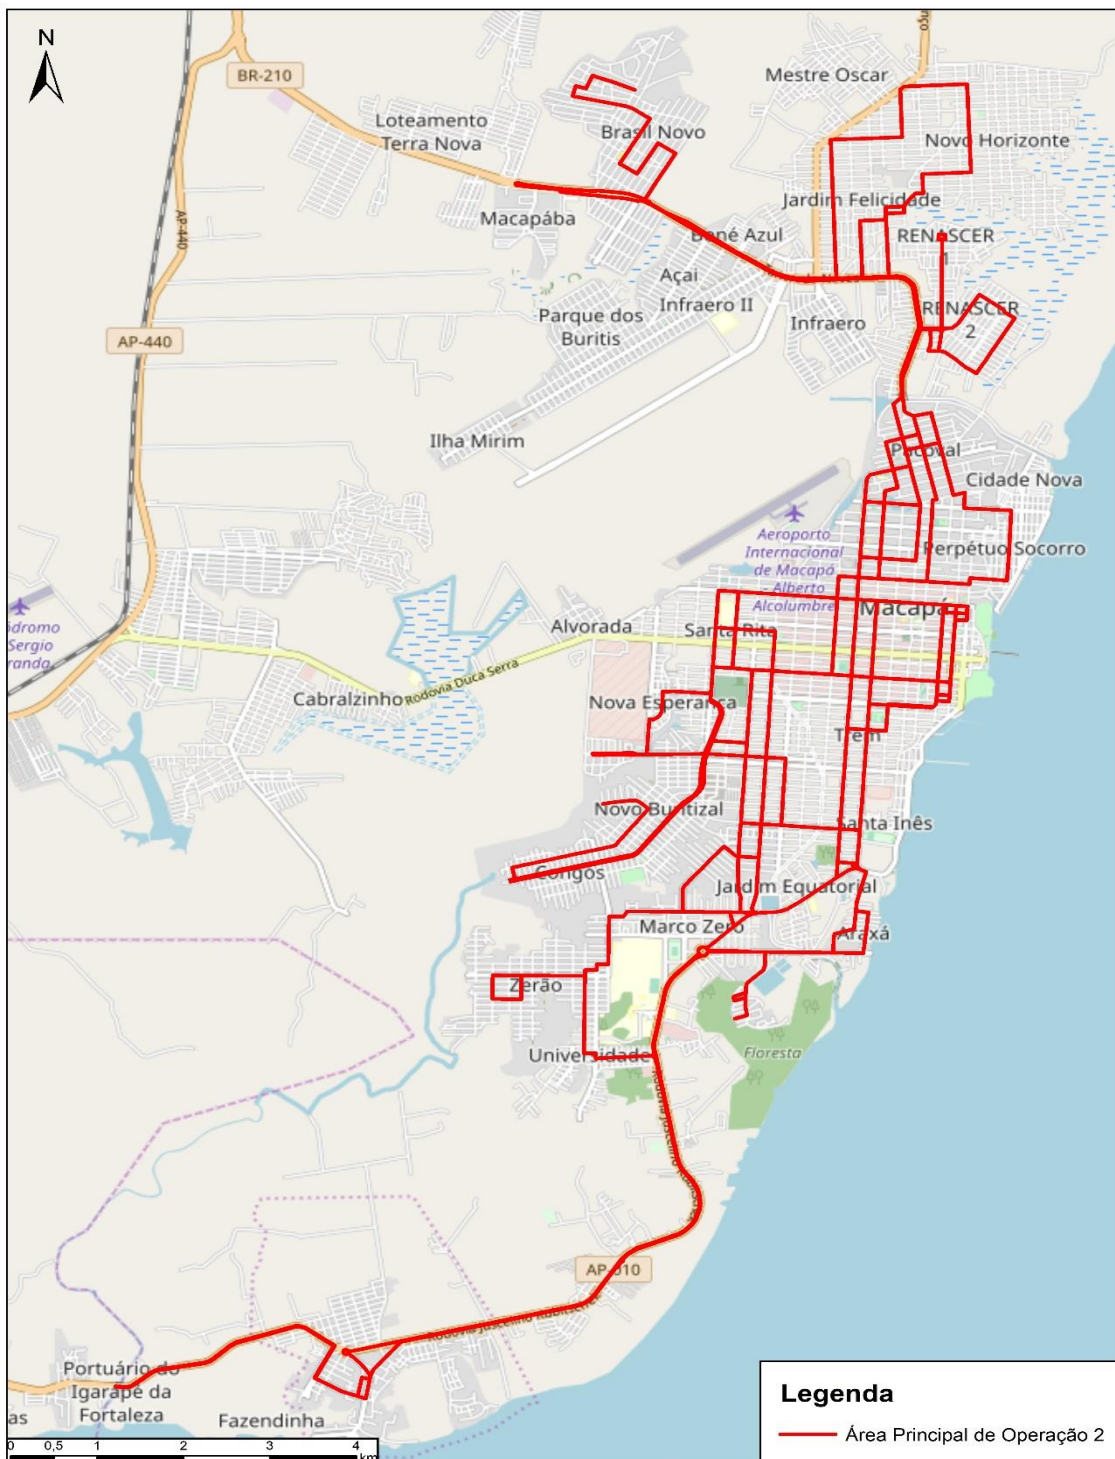 N
Mestre Oscar
BR-210
Loteamento
Terra Nova
Brasil Novo
Novo Horizonte
Jardim Felicidade
Macapába
AP-440
Boné Azul
RENASCER
1
Açai
Infraero II
Parque dos
Buritis
Infraero
RENASCER
2
AP-440
Ilha Mirim
Pacoval
Cidade Nova
Aeroporto
Internacional
de Macapá
- Alberto
Alcolumbre
Perpétuo Socorro
Macapá
Alvorada
Santa Rita
Rodovia Duca Serra
Cabralzinho
Nova Esperança
Trem
Novo Buritizal
Santa Inês
Congós
Jardim Equatorial
Marco Zero
Araxá
Zerão
Universidade
Floresta
AP-010
Portuário do
Igarapé da
Fortaleza
Fazendinha
Legenda
Área Principal de Operação 2
0 0,5 1 2 3 4
km